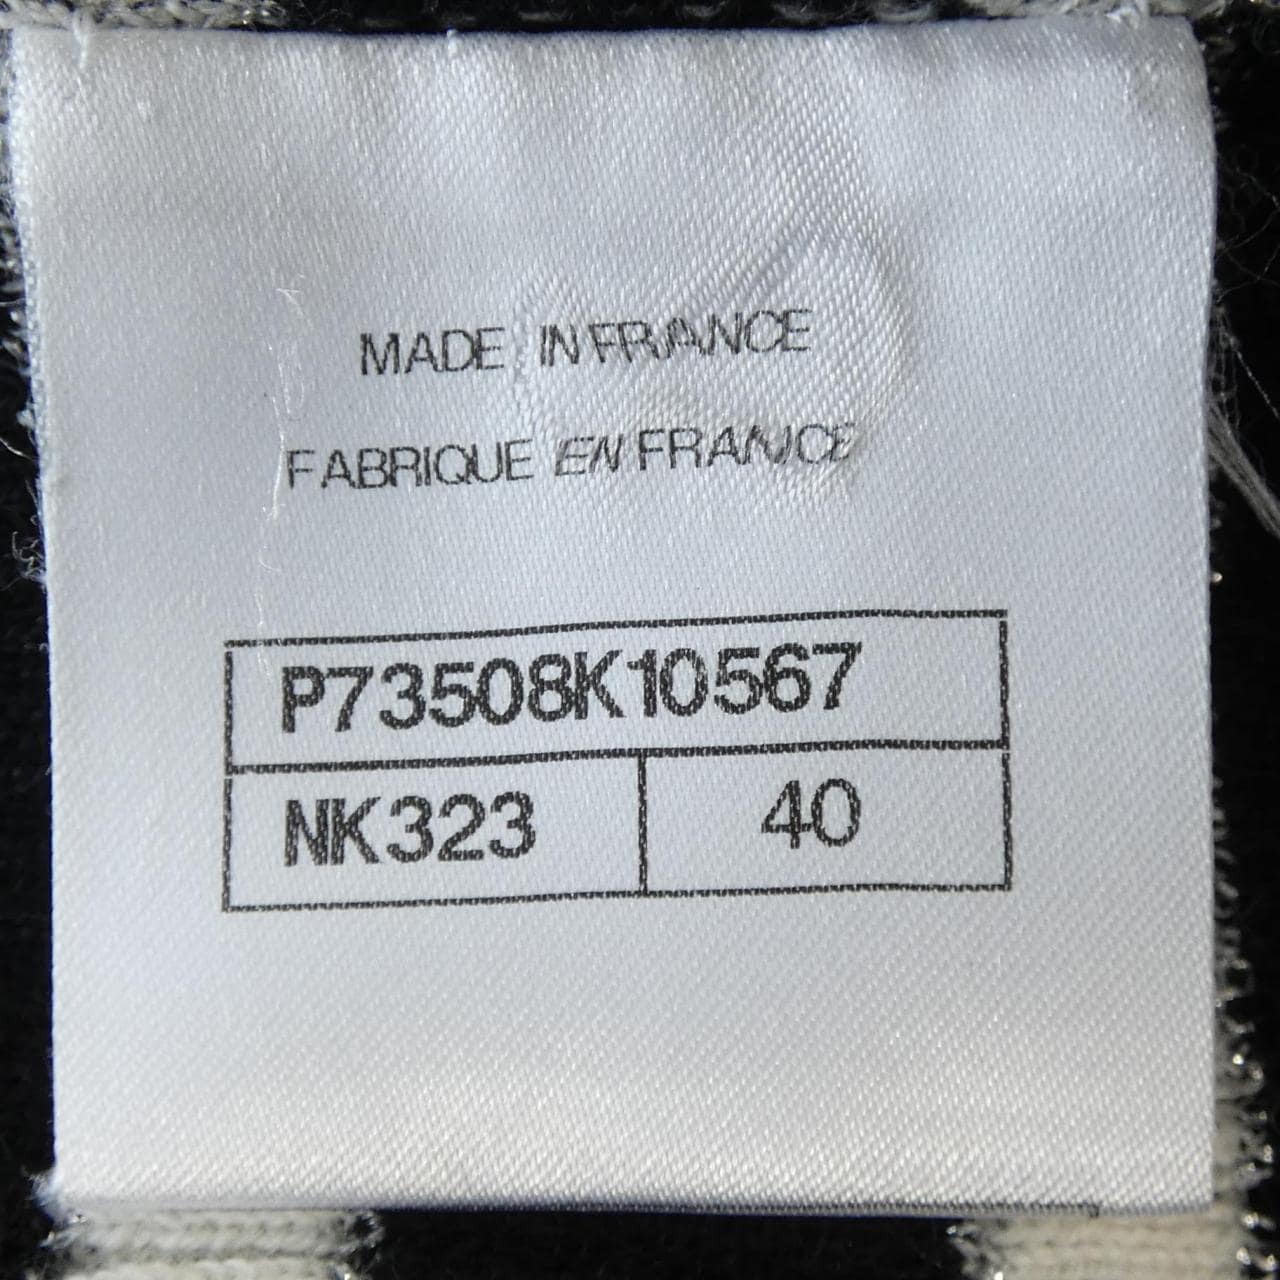 MADE IN FRANCE
FABRIQUE EN FRANCE
P73508K10567
NK323 40